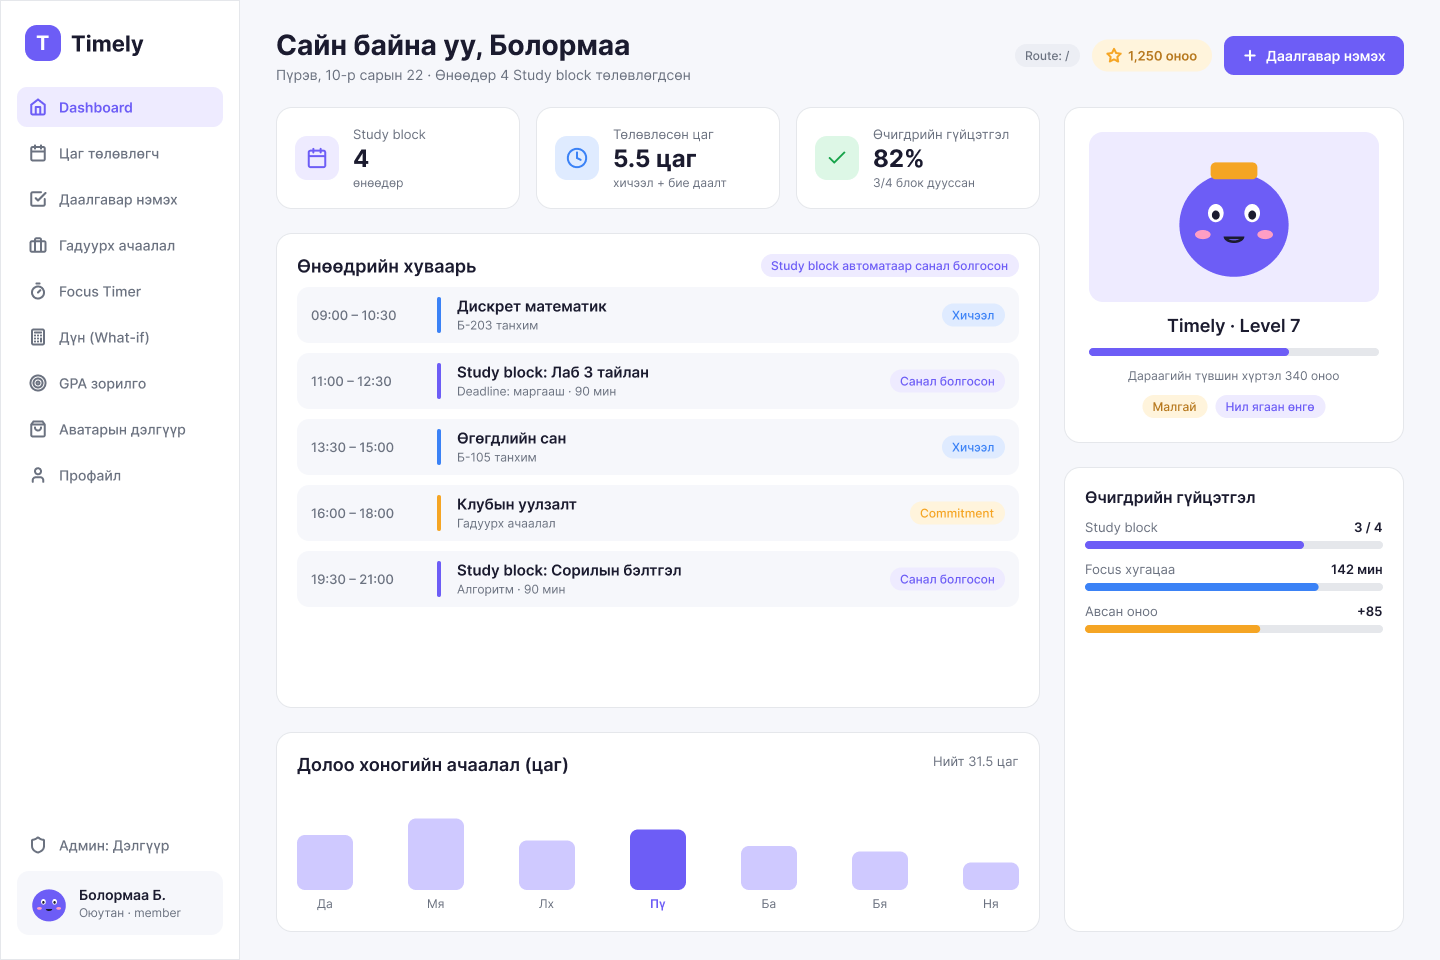 T Timely
Dashboard
Цаг төлөвлөгч
Даалгавар нэмэх
Гадуурх ачаалал
Focus Timer
Дүн (What-if)
GPA зорилго
Аватарын дэлгүүр
Профайл
Админ: Дэлгүүр
Болормаа Б.
Оюутан · member
Сайн байна уу, Болормаа
Пүрэв, 10-р сарын 22 · Өнөөдөр 4 Study block төлөвлөгдсөн
Route: /
1,250 оноо
Даалгавар нэмэх
Study block
4
өнөөдөр
Төлөвлөсөн цаг
5.5 цаг
хичээл + бие даалт
Өчигдрийн гүйцэтгэл
82%
3/4 блок дууссан
Өнөөдрийн хуваарь
Study block автоматаар санал болгосон
09:00 – 10:30
Дискрет математик
Б-203 танхим
Хичээл
11:00 – 12:30
Study block: Лаб 3 тайлан
Deadline: маргааш · 90 мин
Санал болгосон
13:30 – 15:00
Өгөгдлийн сан
Б-105 танхим
Хичээл
16:00 – 18:00
Клубын уулзалт
Гадуурх ачаалал
Commitment
19:30 – 21:00
Study block: Сорилын бэлтгэл
Алгоритм · 90 мин
Санал болгосон
Долоо хоногийн ачаалал (цаг)
Нийт 31.5 цаг
Да
Мя
Лх
Пү
Ба
Бя
Ня
Timely · Level 7
Дараагийн түвшин хүртэл 340 оноо
Малгай
Нил ягаан өнгө
Өчигдрийн гүйцэтгэл
Study block
3 / 4
Focus хугацаа
142 мин
Авсан оноо
+85